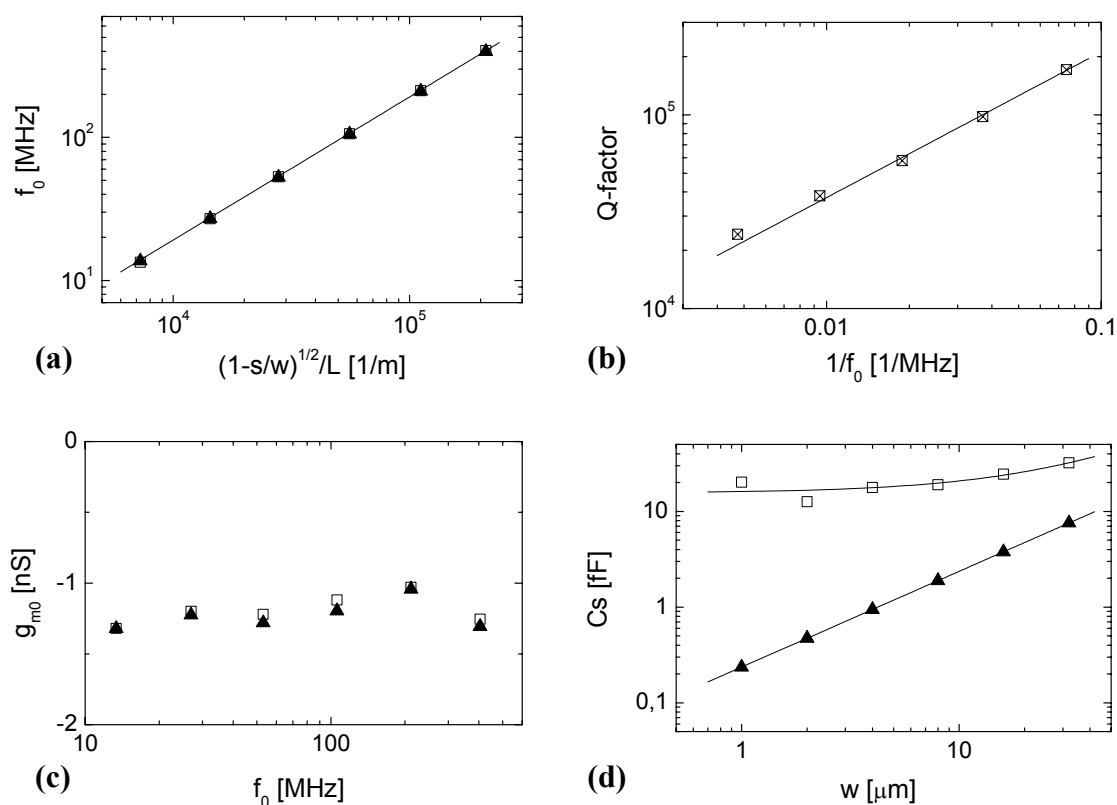 10²
10¹
f₀ [MHz]
10⁴
10⁵
(1-s/w)^1/2/L [1/m]
(a)
10⁵
10⁴
Q-factor
0.01
0.1
1/f₀ [1/MHz]
(b)
0
-1
-2
g_m0 [nS]
10
100
f₀ [MHz]
(c)
10
1
0,1
Cs [fF]
1
10
w [μm]
(d)